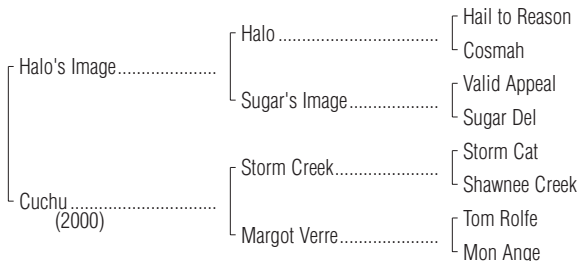 Hail to Reason
Halo ....................................
Cosmah
Halo's Image......................
Valid Appeal
Sugar's Image....................
Sugar Del
Storm Cat
Storm Creek.......................
Shawnee Creek
Cuchu ................................
(2000)
Tom Rolfe
Margot Verre......................
Mon Ange